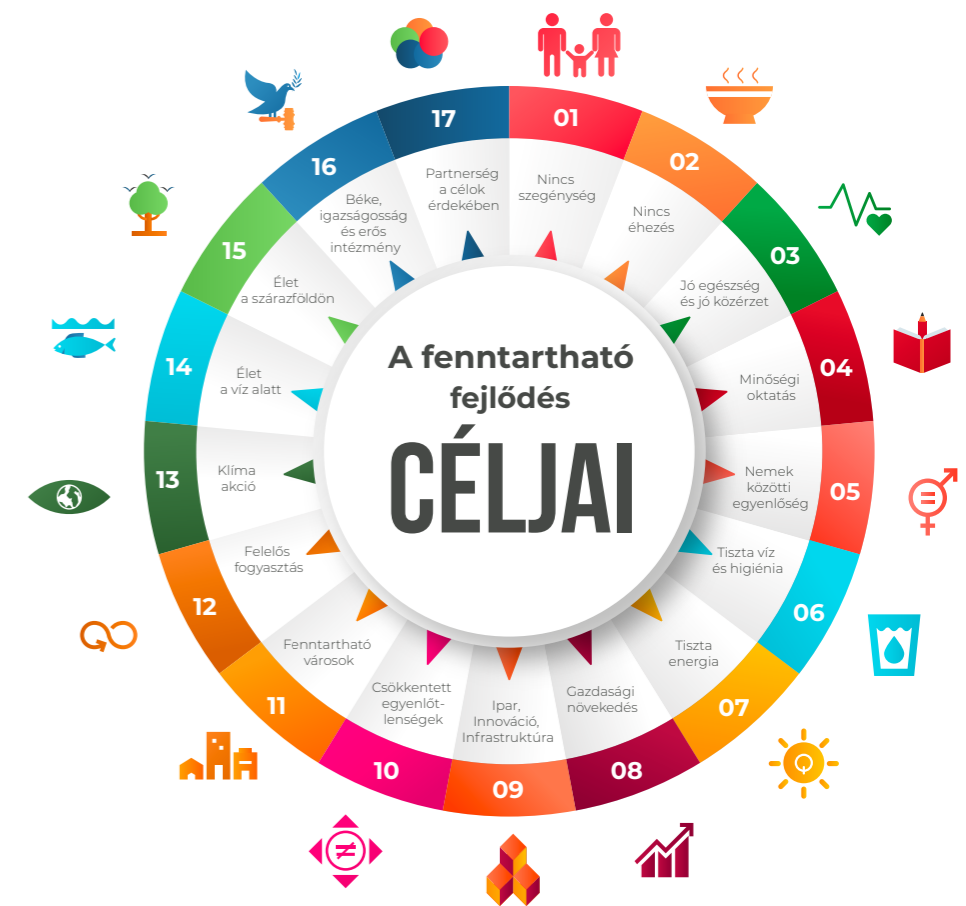 A fenntartható
fejlődés
CÉLJAI
01
Nincs
szegénység
02
Nincs
éhezés
03
Jó egészség
és jó közérzet
04
Minőségi
oktatás
05
Nemek
közötti
egyenlőség
06
Tiszta víz
és higiénia
07
Tiszta
energia
08
Gazdasági
növekedés
09
Ipar,
Innováció,
Infrastruktúra
10
Csökkentett
egyenlőt-
lenségek
11
Fenntartható
városok
12
Felelős
fogyasztás
13
Klíma
akció
14
Élet
a víz alatt
15
Élet
a szárazföldön
16
Béke,
igazságosság
és erős
intézmény
17
Partnerség
a célok
érdekében